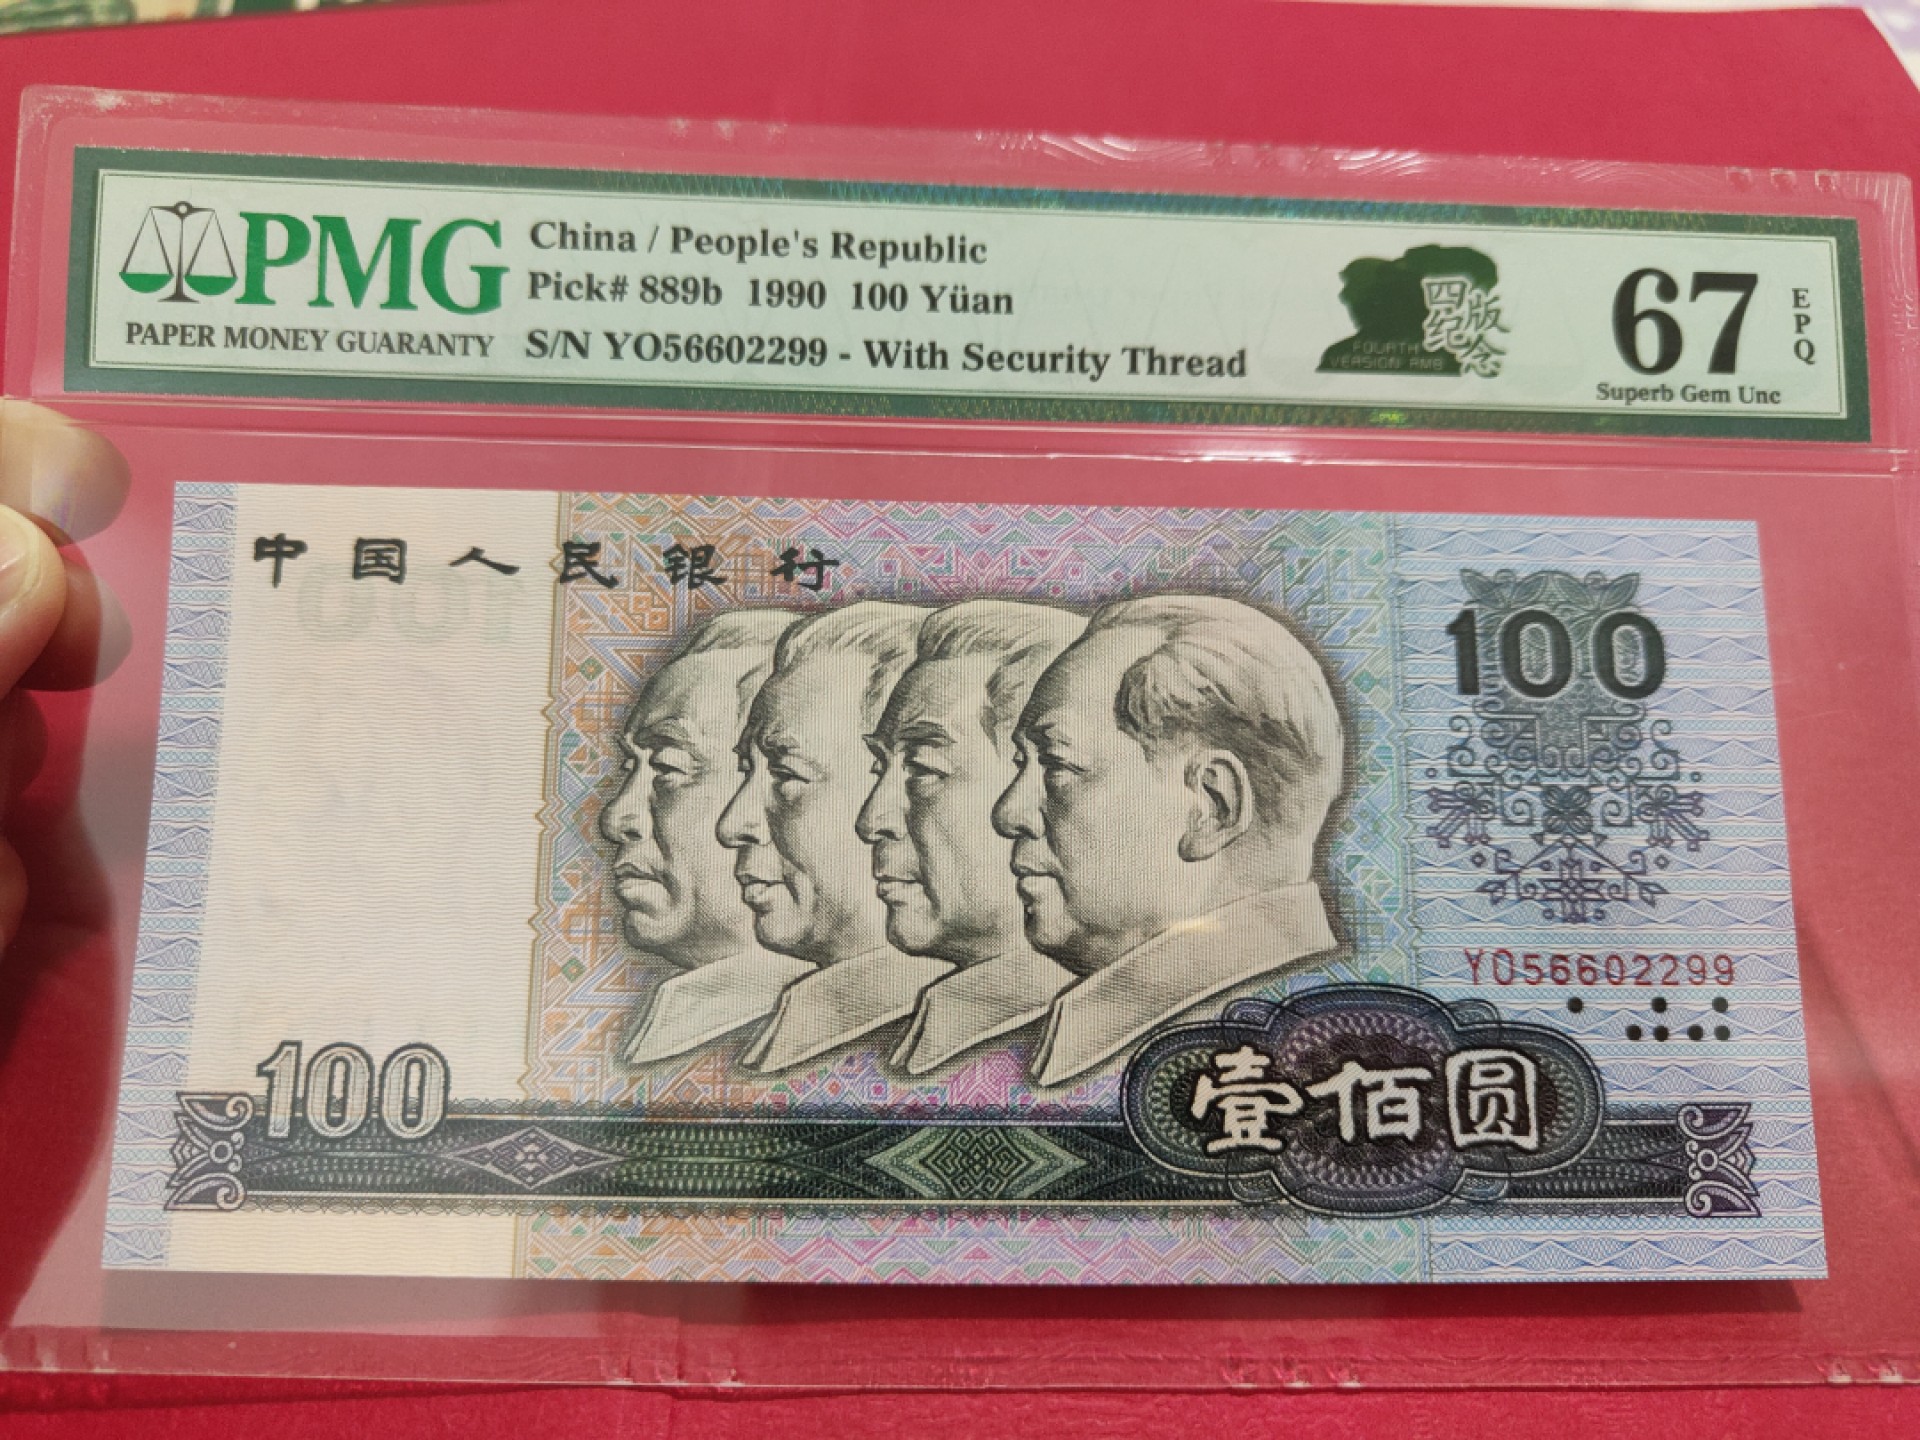 PMG
PAPER MONEY GUARANTY
China / People's Republic
Pick# 889b 1990 100 Yüan
S/N YO56602299 - With Security Thread
四版
纪念
FOURTH
VERSION RMB
67
EPQ
Superb Gem Unc
中国人民银行
100
YO56602299
100
壹佰圆